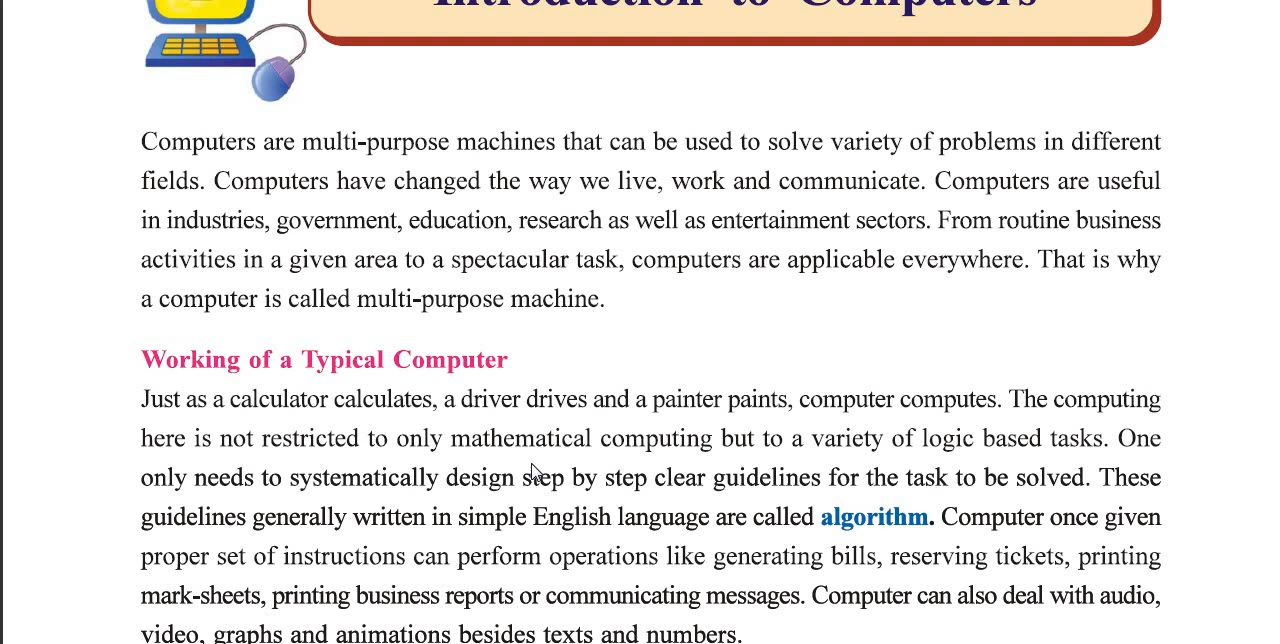 Introduction to Computers
Computers are multi-purpose machines that can be used to solve variety of problems in different
fields. Computers have changed the way we live, work and communicate. Computers are useful
in industries, government, education, research as well as entertainment sectors. From routine business
activities in a given area to a spectacular task, computers are applicable everywhere. That is why
a computer is called multi-purpose machine.
Working of a Typical Computer
Just as a calculator calculates, a driver drives and a painter paints, computer computes. The computing
here is not restricted to only mathematical computing but to a variety of logic based tasks. One
only needs to systematically design step by step clear guidelines for the task to be solved. These
guidelines generally written in simple English language are called algorithm. Computer once given
proper set of instructions can perform operations like generating bills, reserving tickets, printing
mark-sheets, printing business reports or communicating messages. Computer can also deal with audio,
video, graphs and animations besides texts and numbers.